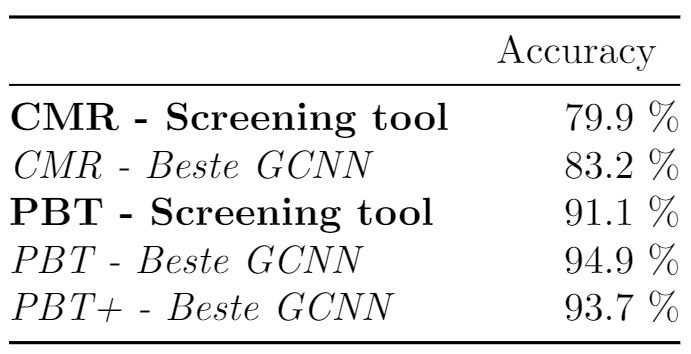 Accuracy
CMR - Screening tool 79.9 %
CMR - Beste GCNN 83.2 %
PBT - Screening tool 91.1 %
PBT - Beste GCNN 94.9 %
PBT+ - Beste GCNN 93.7 %